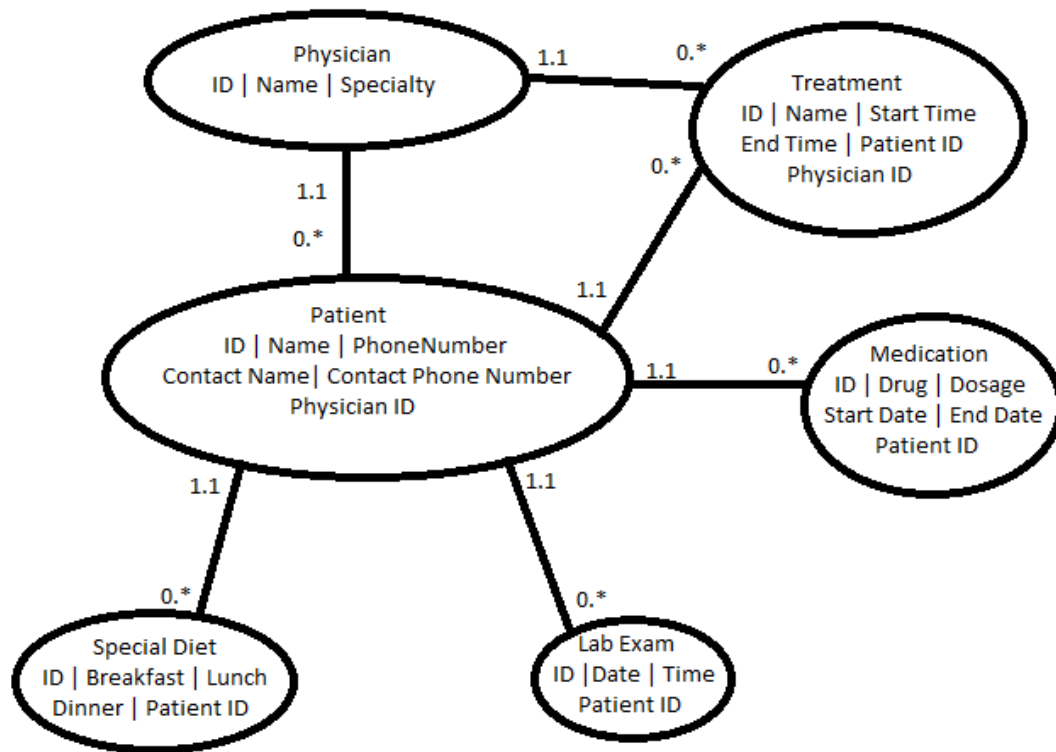 Physician
ID | Name | Specialty
1.1
0.*
Treatment
ID | Name | Start Time
End Time | Patient ID
Physician ID
1.1
0.*
0.*
1.1
Patient
ID | Name | PhoneNumber
Contact Name| Contact Phone Number
Physician ID
1.1
0.*
Medication
ID | Drug | Dosage
Start Date | End Date
Patient ID
1.1
1.1
0.*
0.*
Special Diet
ID | Breakfast | Lunch
Dinner | Patient ID
Lab Exam
ID |Date | Time
Patient ID